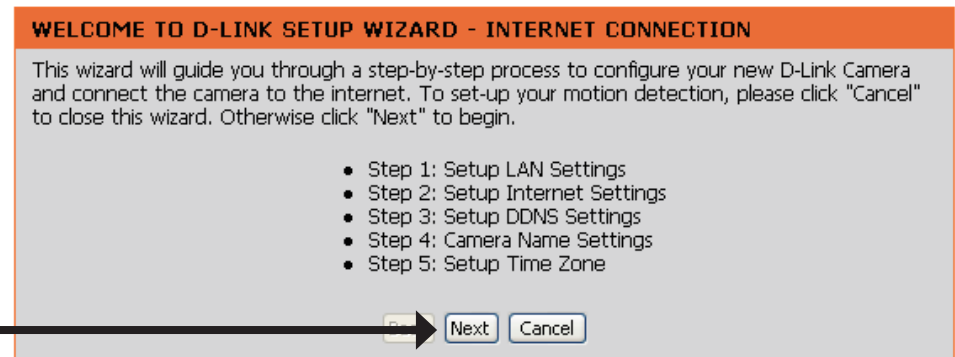 WELCOME TO D-LINK SETUP WIZARD - INTERNET CONNECTION
This wizard will guide you through a step-by-step process to configure your new D-Link Camera
and connect the camera to the internet. To set-up your motion detection, please click "Cancel"
to close this wizard. Otherwise click "Next" to begin.
• Step 1: Setup LAN Settings
• Step 2: Setup Internet Settings
• Step 3: Setup DDNS Settings
• Step 4: Camera Name Settings
• Step 5: Setup Time Zone
Next Cancel